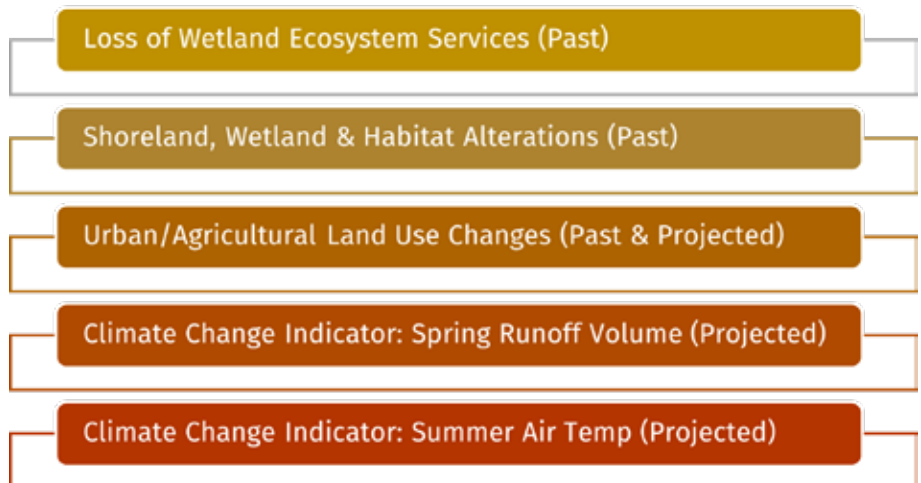 Loss of Wetland Ecosystem Services (Past)
Shoreland, Wetland & Habitat Alterations (Past)
Urban/Agricultural Land Use Changes (Past & Projected)
Climate Change Indicator: Spring Runoff Volume (Projected)
Climate Change Indicator: Summer Air Temp (Projected)